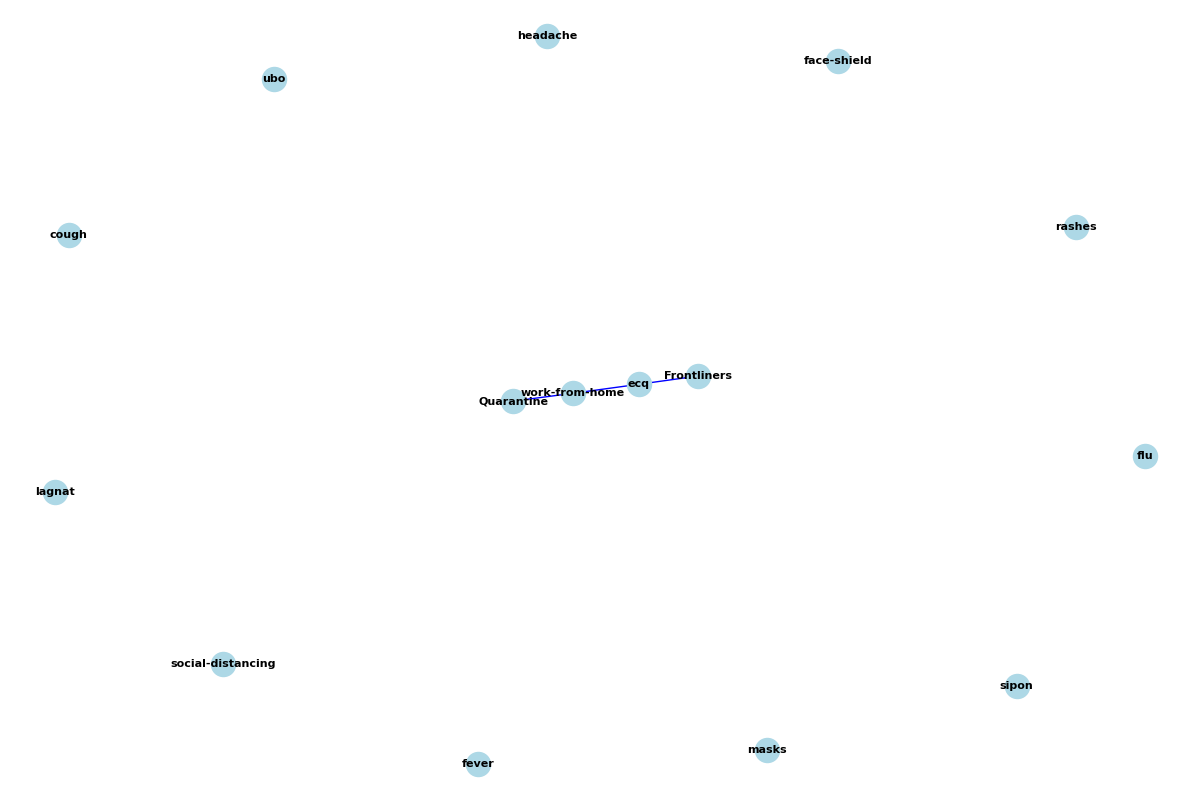 headache
face-shield
ubo
rashes
cough
Frontliners
ecq
work-from-home
Quarantine
flu
lagnat
social-distancing
sipon
masks
fever